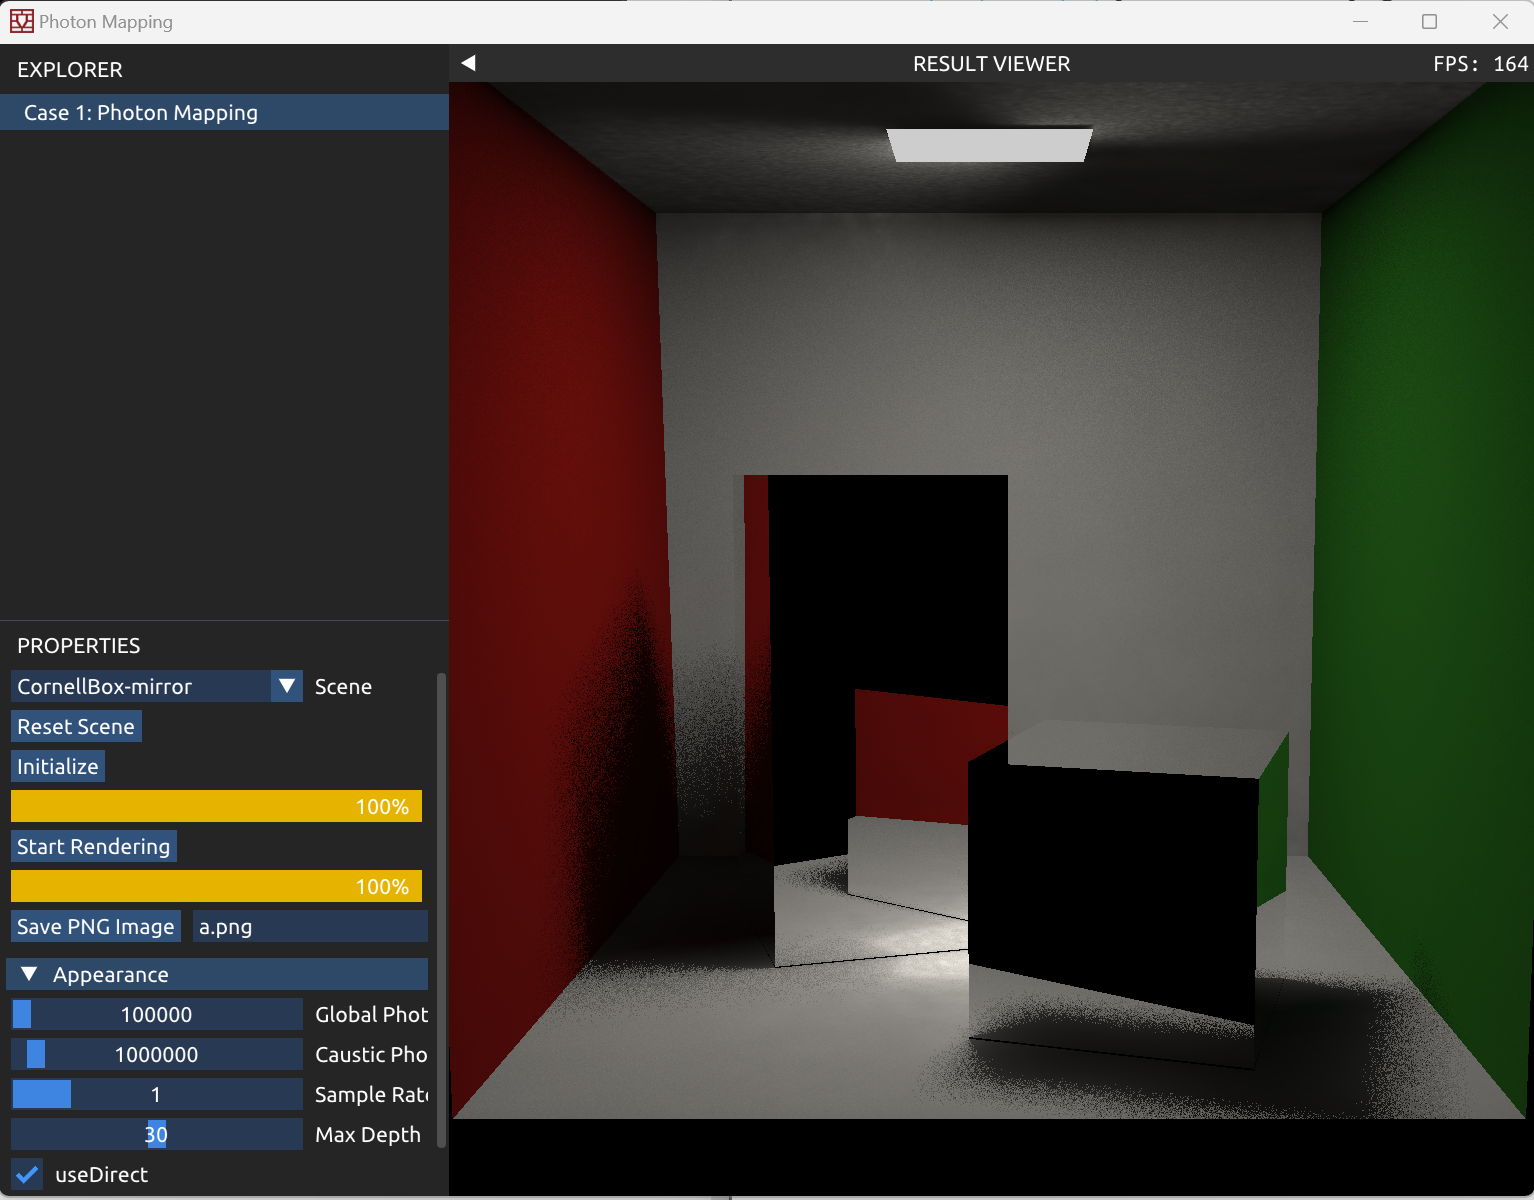 Photon Mapping
EXPLORER
RESULT VIEWER
FPS: 164
Case 1: Photon Mapping
PROPERTIES
CornellBox-mirror
Scene
Reset Scene
Initialize
100%
Start Rendering
100%
Save PNG Image
a.png
Appearance
100000
Global Phot
1000000
Caustic Pho
1
Sample Rate
30
Max Depth
useDirect